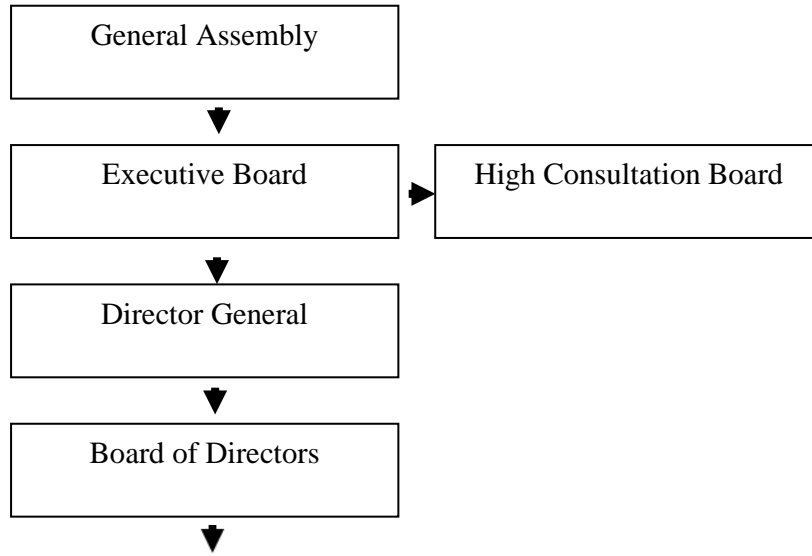 General Assembly
Executive Board
High Consultation Board
Director General
Board of Directors